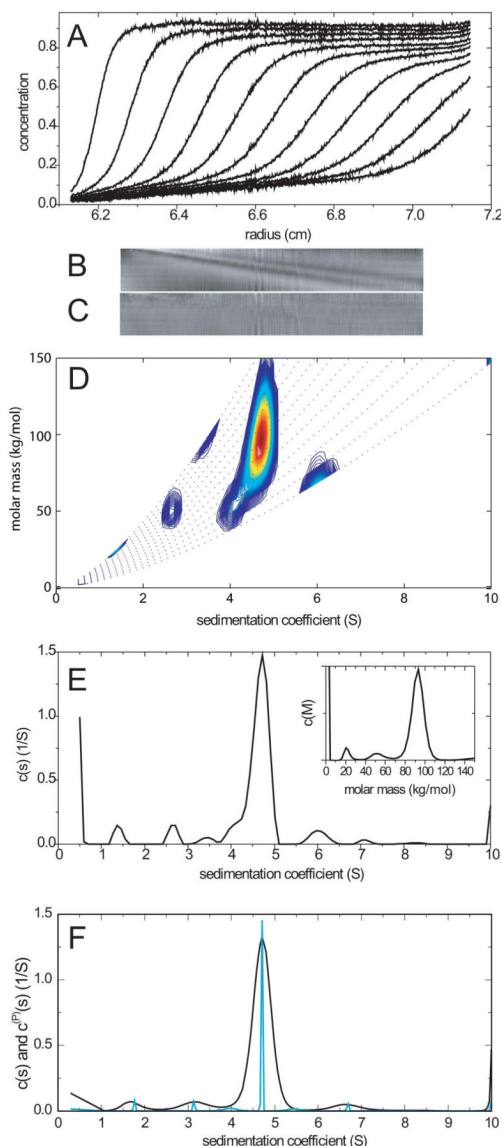 A
concentration
0.8
0.6
0.4
0.2
0.0
6.2 6.4 6.6 6.8 7.0 7.2
radius (cm)
B
C
D
molar mass (kg/mol)
150
100
50
0
0 2 4 6 8 10
sedimentation coefficient (S)
E
c(s) (1/S)
1.5
1.0
0.5
0.0
0 1 2 3 4 5 6 7 8 9 10
sedimentation coefficient (S)
c(M)
0 20 40 60 80 100 120 140
molar mass (kg/mol)
F
c(s) and c(P)(s) (1/S)
1.5
1.0
0.5
0.0
0 1 2 3 4 5 6 7 8 9 10
sedimentation coefficient (S)